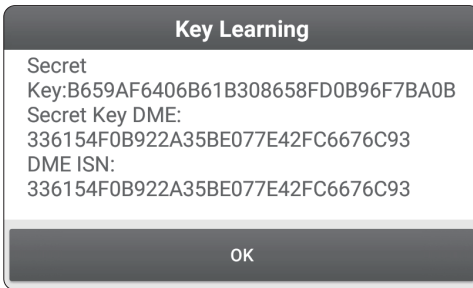 Key Learning
Secret
Key:B659AF6406B61B308658FD0B96F7BA0B
Secret Key DME:
336154F0B922A35BE077E42FC6676C93
DME ISN:
336154F0B922A35BE077E42FC6676C93
OK